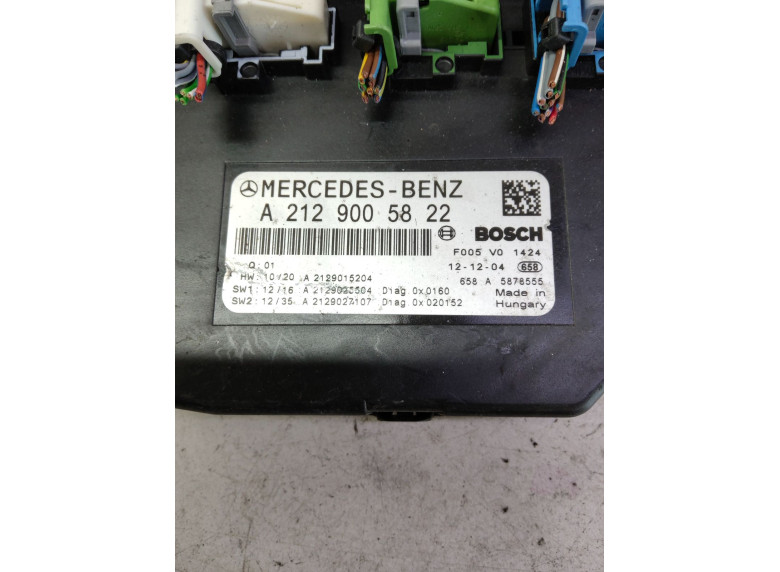 MERCEDES-BENZ
A 212 900 58 22
BOSCH
F005 V0 1424
Q: 01
12-12-04 658
HW: 10/20 A 2129015204
658 A 5878555
SW1: 12/16 A Diag 0x0160
Made in
SW2: 12/35 A 2129027107 Diag 0x020152
Hungary